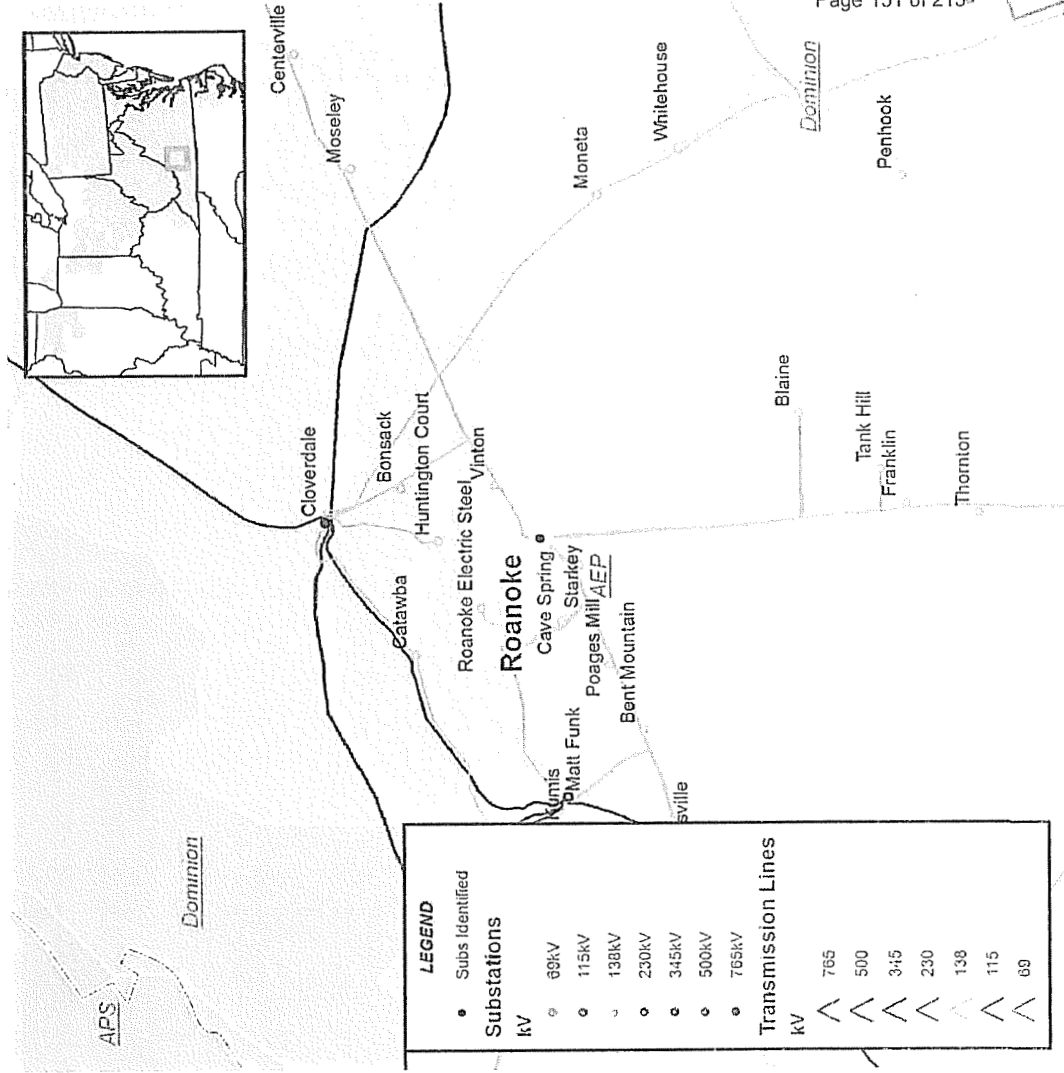 Page 151 of 215
Centerville
Moseley
Whitehouse
Dominion
Moneta
Penhook
Cloverdale
Bonsack
Huntington Court
Vinton
Blaine
Tank Hill
Franklin
Thornton
Catawba
Roanoke Electric Steel
Roanoke
Cave Spring
Starkey
Poages Mill
AEP
Bent Mountain
Matt Funk
sville
Dominion
APS
LEGEND
Subs Identified
Substations
kV
69kV
115kV
138kV
230kV
345kV
500kV
765kV
Transmission Lines
kV
765
500
345
230
138
115
69